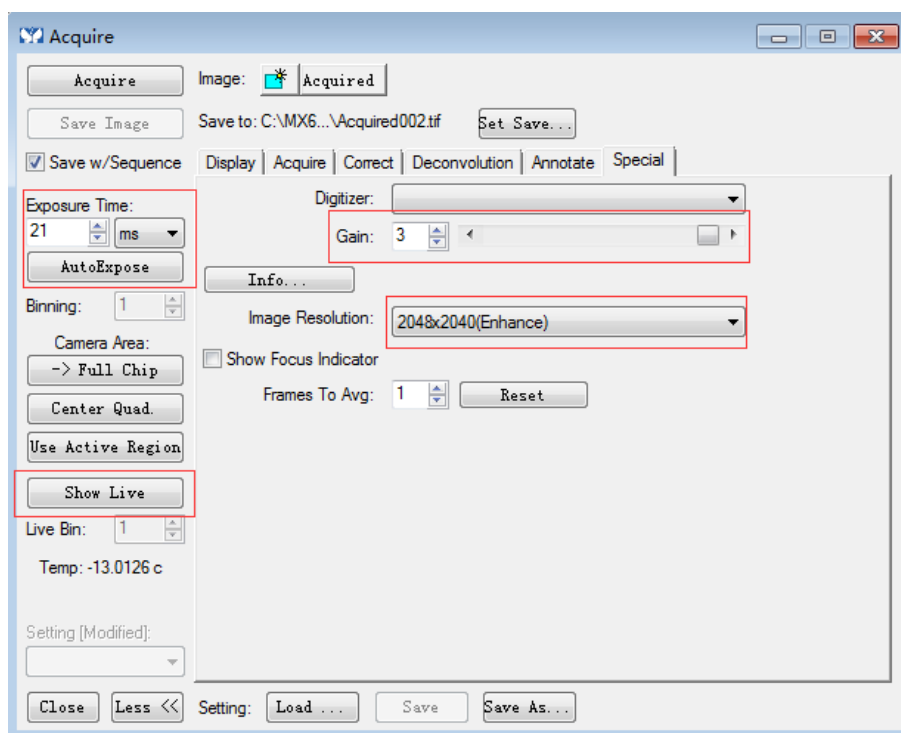 Acquire
Acquire
Image:
Acquired
Save Image
Save to: C:\MX6...\Acquired002.tif
Set Save...
Save w/Sequence
Display
Acquire
Correct
Deconvolution
Annotate
Special
Exposure Time:
21
ms
AutoExpose
Digitizer:
Gain:
3
Info...
Binning:
1
Image Resolution:
2048x2040(Enhance)
Camera Area:
-> Full Chip
Show Focus Indicator
Center Quad.
Frames To Avg:
1
Reset
Use Active Region
Show Live
Live Bin:
1
Temp: -13.0126 c
Setting [Modified]:
Close
Less <<
Setting:
Load ...
Save
Save As...